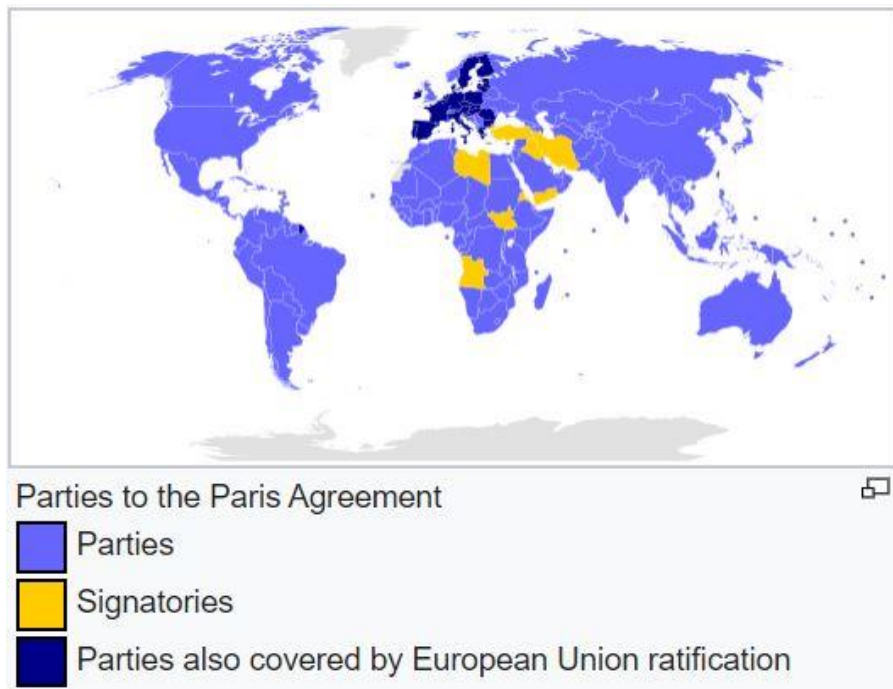 Parties to the Paris Agreement
Parties
Signatories
Parties also covered by European Union ratification